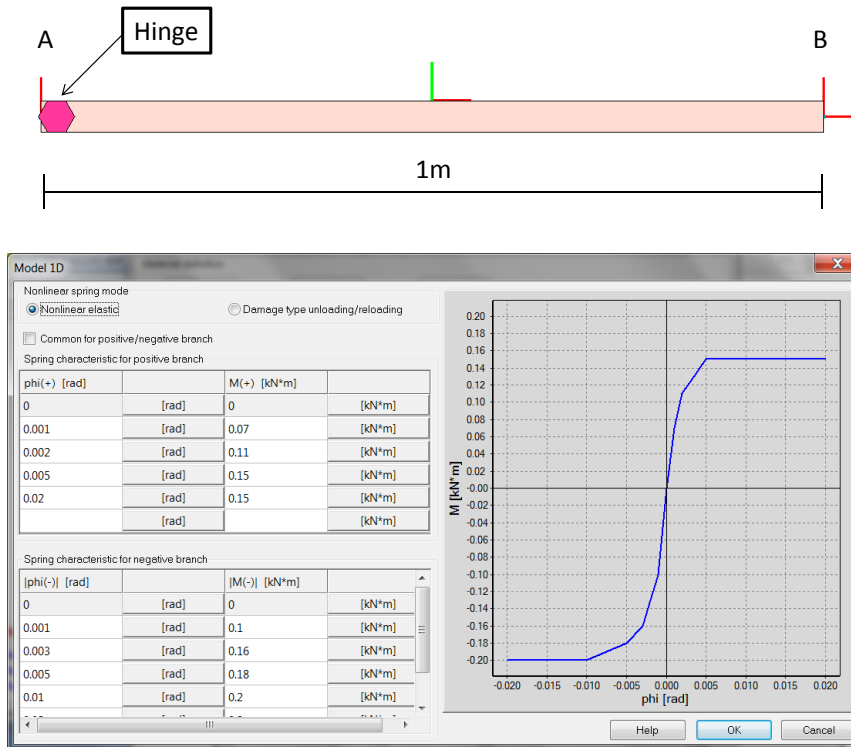 Hinge
A
B
1m
Model 1D
Nonlinear spring mode
Nonlinear elastic
Damage type unloading/reloading
Common for positive/negative branch
Spring characteristic for positive branch
phi(+) [rad] M(+) [kN*m]
0 [rad] 0 [kN*m]
0.001 [rad] 0.07 [kN*m]
0.002 [rad] 0.11 [kN*m]
0.005 [rad] 0.15 [kN*m]
0.02 [rad] 0.15 [kN*m]
[rad] [kN*m]
Spring characteristic for negative branch
|phi(-)| [rad] |M(-)| [kN*m]
0 [rad] 0 [kN*m]
0.001 [rad] 0.1 [kN*m]
0.003 [rad] 0.16 [kN*m]
0.005 [rad] 0.18 [kN*m]
0.01 [rad] 0.2 [kN*m]
0.20
0.18
0.16
0.14
0.12
0.10
0.08
0.06
0.04
0.02
-0.00
-0.02
-0.04
-0.06
-0.08
-0.10
-0.12
-0.14
-0.16
-0.18
-0.20
M [kN*m]
-0.020 -0.015 -0.010 -0.005 0.000 0.005 0.010 0.015 0.020
phi [rad]
Help OK Cancel